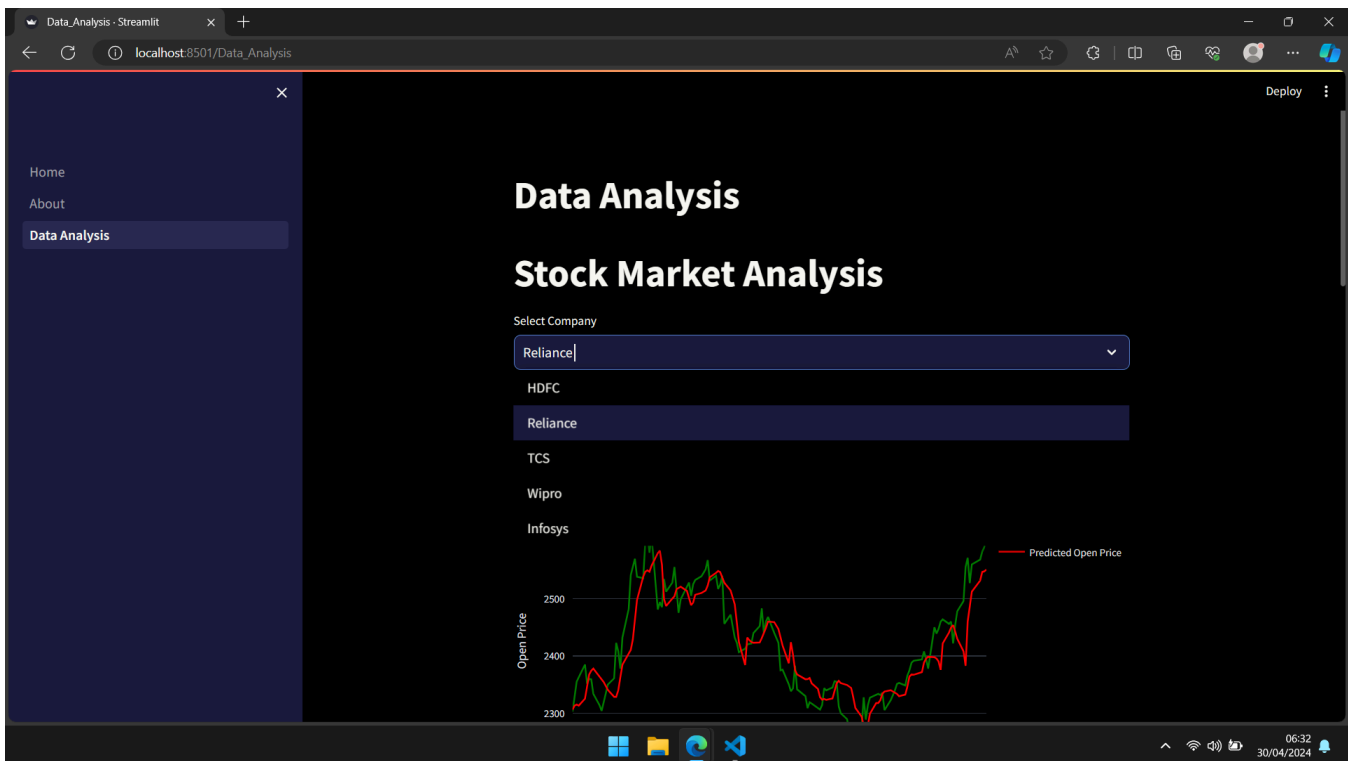 Data_Analysis · Streamlit
localhost:8501/Data_Analysis
Deploy
Home
About
Data Analysis
Data Analysis
Stock Market Analysis
Select Company
Reliance
HDFC
Reliance
TCS
Wipro
Infosys
Predicted Open Price
Open Price
2500
2400
2300
06:32
30/04/2024